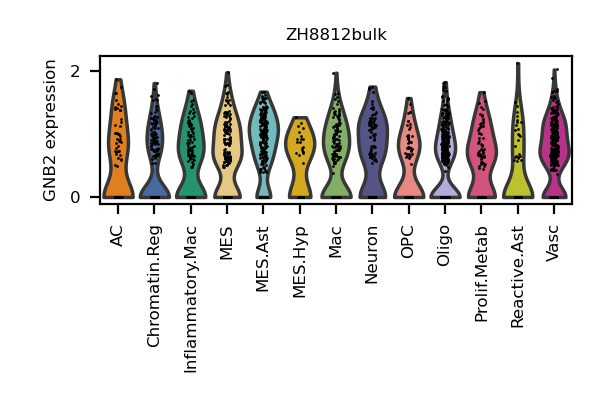 ZH8812bulk
GNB2 expression
2
0
AC
Chromatin.Reg
Inflammatory.Mac
MES
MES.Ast
MES.Hyp
Mac
Neuron
OPC
Oligo
Prolif.Metab
Reactive.Ast
Vasc